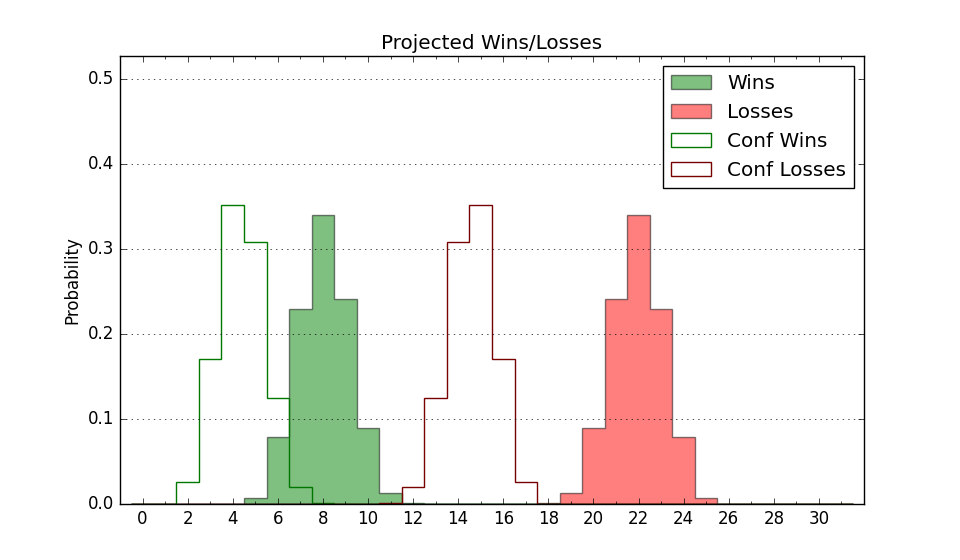 Projected Wins/Losses
Probability
0.5
0.4
0.3
0.2
0.1
0.0
0 2 4 6 8 10 12 14 16 18 20 22 24 26 28 30
Wins
Losses
Conf Wins
Conf Losses